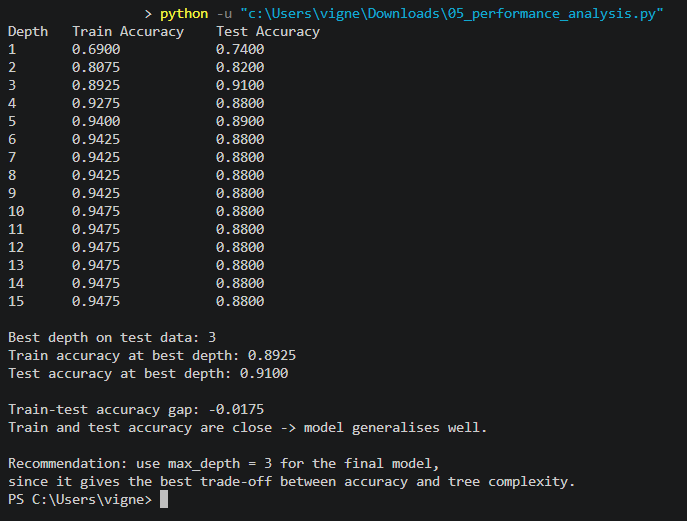 > python -u "c:\Users\vigne\Downloads\05_performance_analysis.py"
Depth   Train Accuracy    Test Accuracy
1       0.6900            0.7400
2       0.8075            0.8200
3       0.8925            0.9100
4       0.9275            0.8800
5       0.9400            0.8900
6       0.9425            0.8800
7       0.9425            0.8800
8       0.9425            0.8800
9       0.9425            0.8800
10      0.9475            0.8800
11      0.9475            0.8800
12      0.9475            0.8800
13      0.9475            0.8800
14      0.9475            0.8800
15      0.9475            0.8800

Best depth on test data: 3
Train accuracy at best depth: 0.8925
Test accuracy at best depth: 0.9100

Train-test accuracy gap: -0.0175
Train and test accuracy are close -> model generalises well.

Recommendation: use max_depth = 3 for the final model,
since it gives the best trade-off between accuracy and tree complexity.
PS C:\Users\vigne>